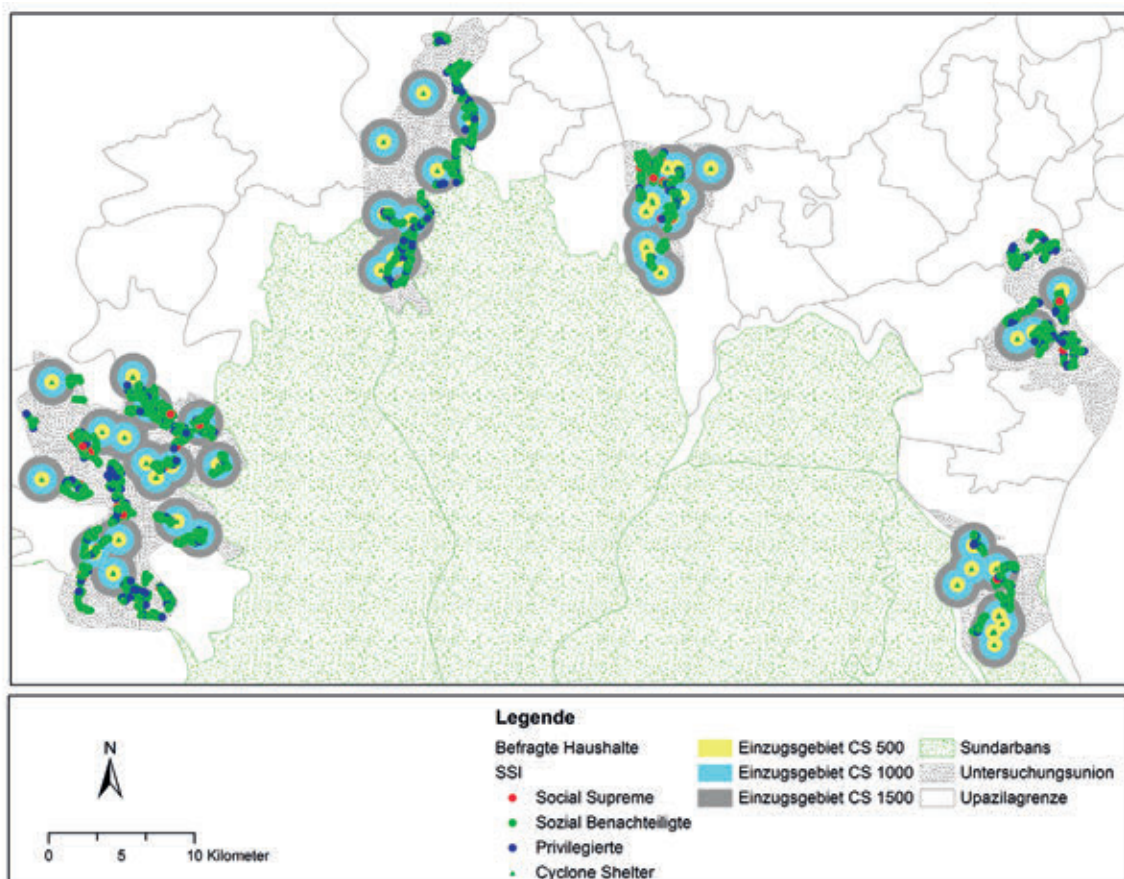 N
0 5 10 Kilometer
Legende
Befragte Haushalte
SSI
Social Supreme
Sozial Benachteiligte
Privilegierte
Cyclone Shelter
Einzugsgebiet CS 500
Einzugsgebiet CS 1000
Einzugsgebiet CS 1500
Sundarbans
Untersuchungsunion
Upazilagrenze